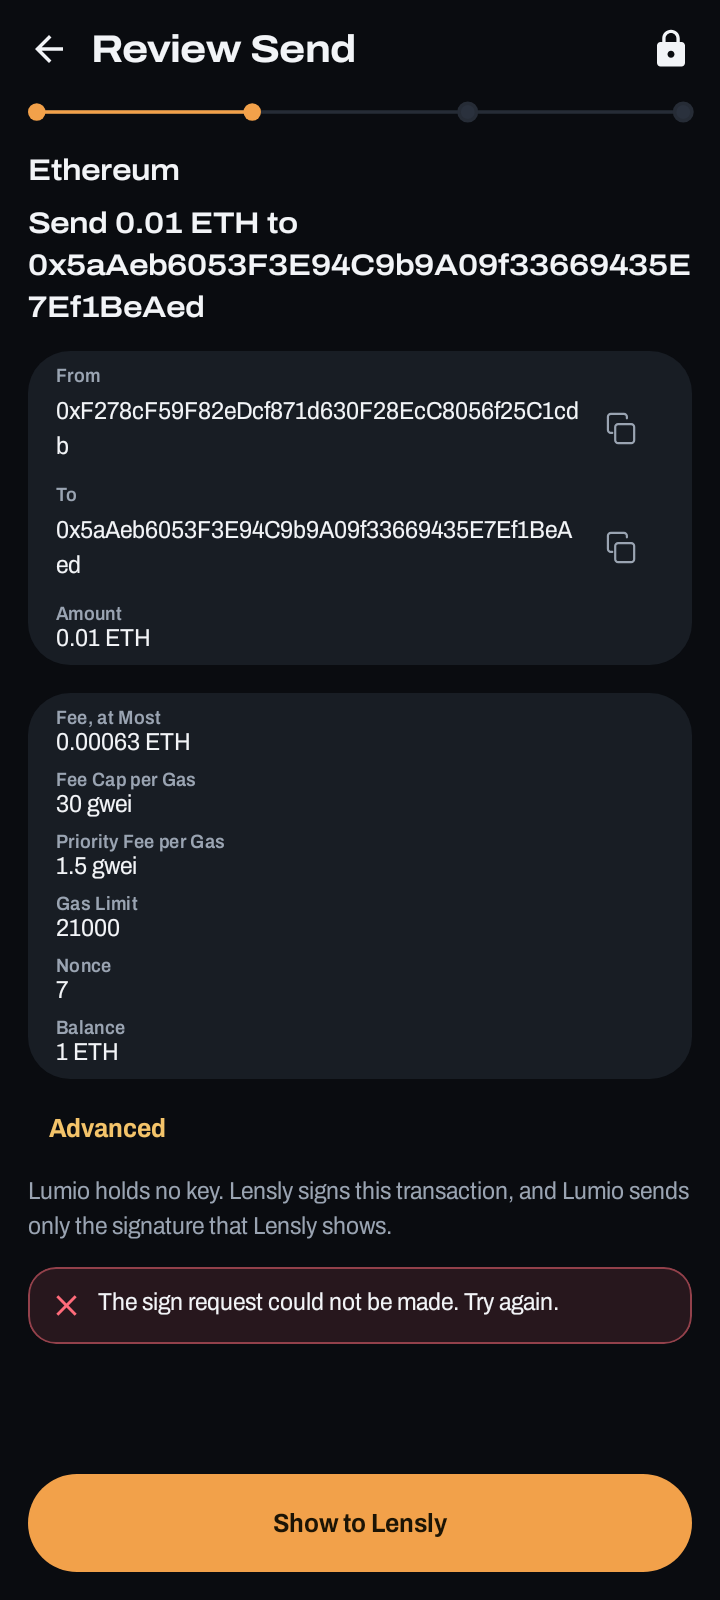 Review Send
Ethereum
Send 0.01 ETH to
0x5aAeb6053F3E94C9b9A09f33669435E
7Ef1BeAed
From
0xF278cF59F82eDcf871d630F28EcC8056f25C1cd
b
To
0x5aAeb6053F3E94C9b9A09f33669435E7Ef1BeA
ed
Amount
0.01 ETH
Fee, at Most
0.00063 ETH
Fee Cap per Gas
30 gwei
Priority Fee per Gas
1.5 gwei
Gas Limit
21000
Nonce
7
Balance
1 ETH
Advanced
Lumio holds no key. Lensly signs this transaction, and Lumio sends
only the signature that Lensly shows.
The sign request could not be made. Try again.
Show to Lensly